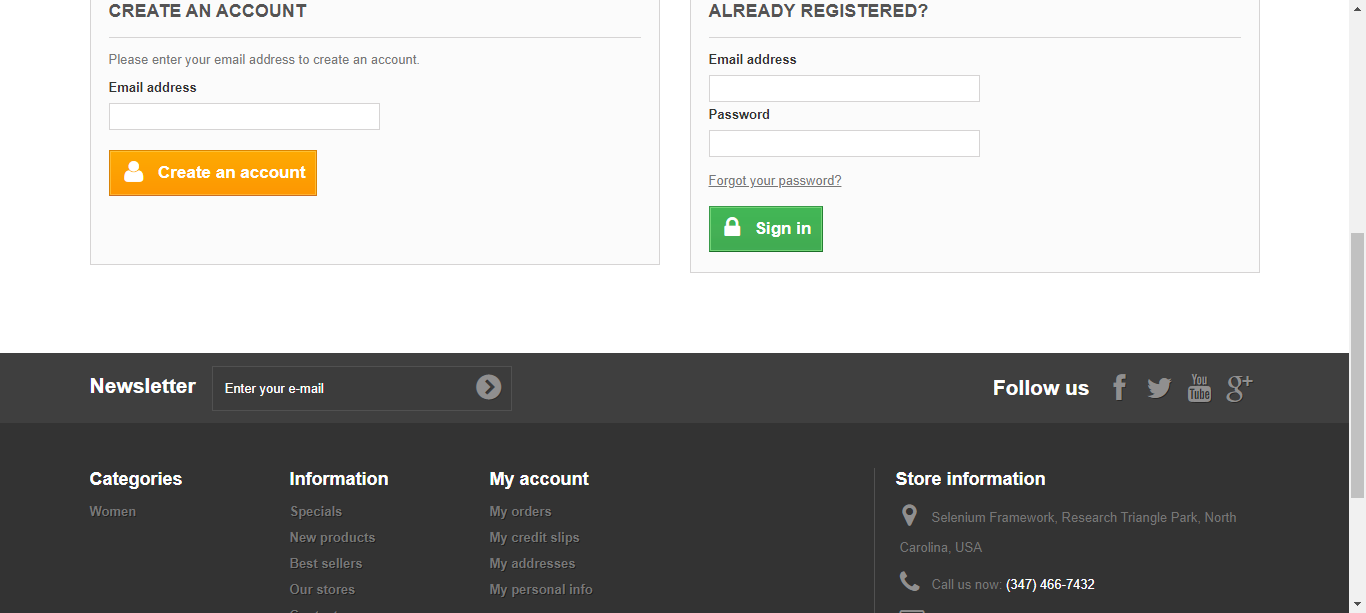 CREATE AN ACCOUNT
Please enter your email address to create an account.
Email address
Create an account
ALREADY REGISTERED?
Email address
Password
Forgot your password?
Sign in
Newsletter
Enter your e-mail
Follow us
You
Tube
g+
Categories
Women
Information
Specials
New products
Best sellers
Our stores
My account
My orders
My credit slips
My addresses
My personal info
Store information
Selenium Framework, Research Triangle Park, North
Carolina, USA
Call us now: (347) 466-7432